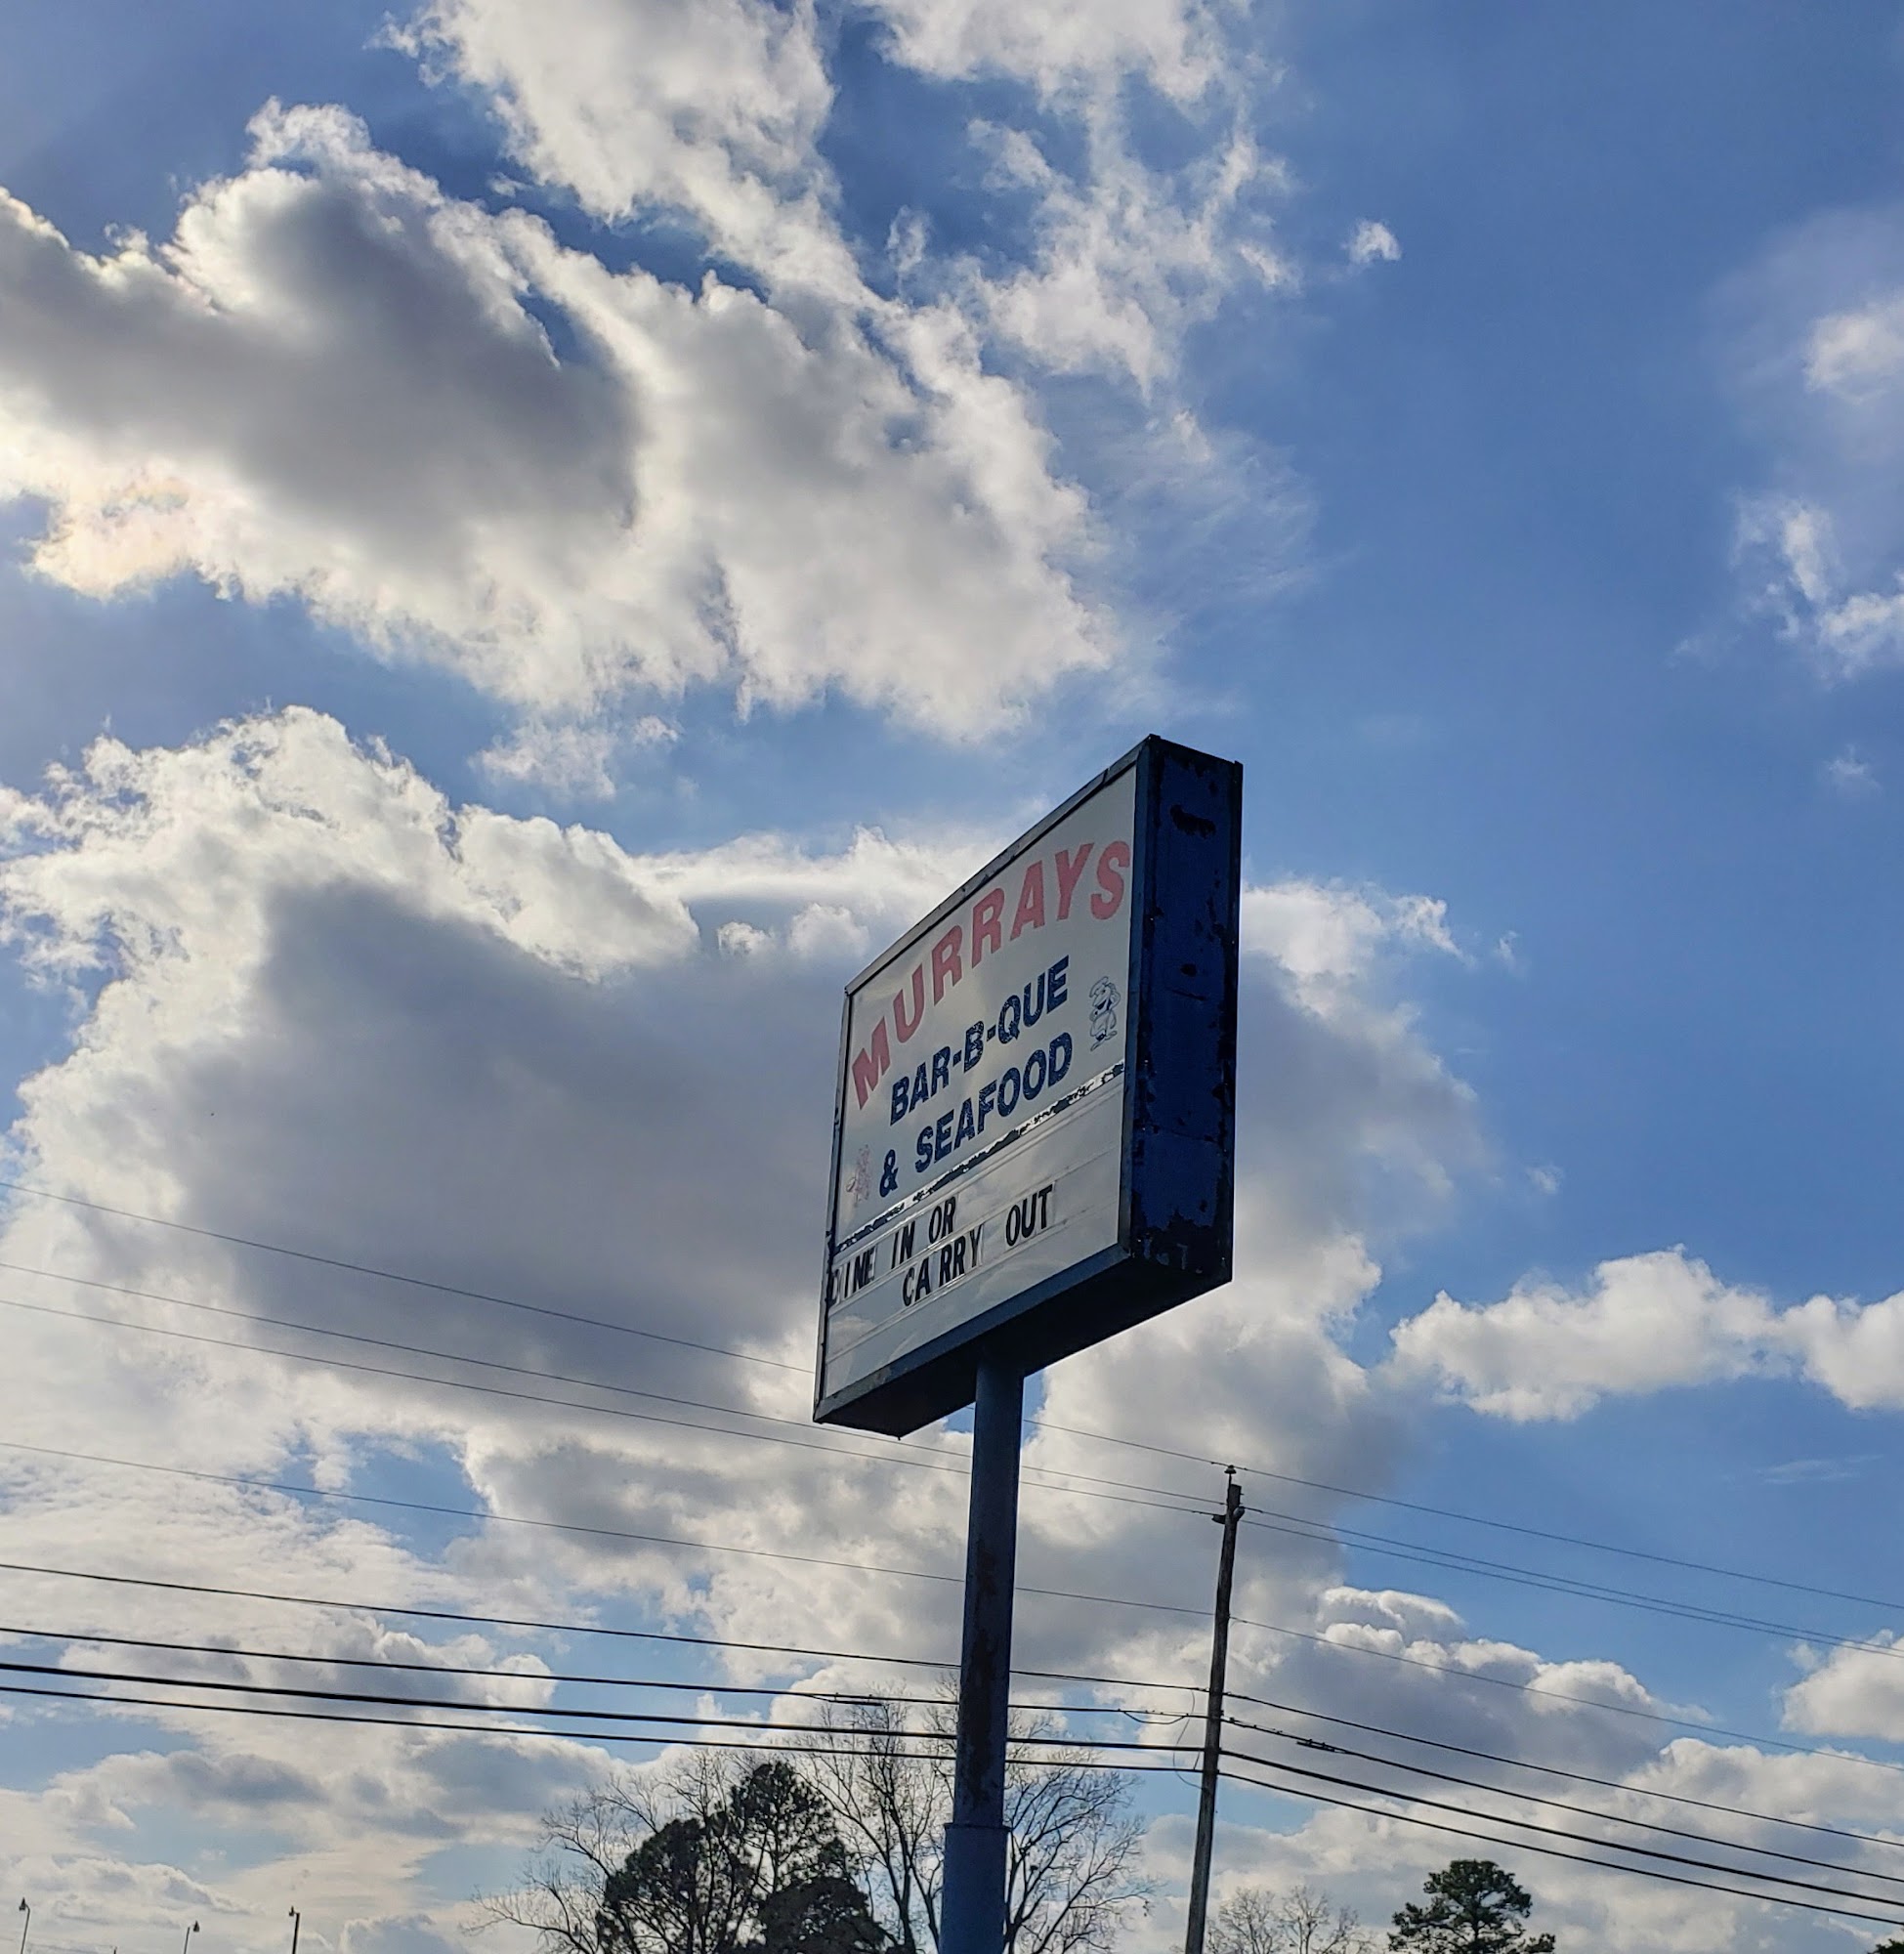 MURRAYS
BAR-B-QUE
& SEAFOOD
DINE IN OR
CARRY OUT